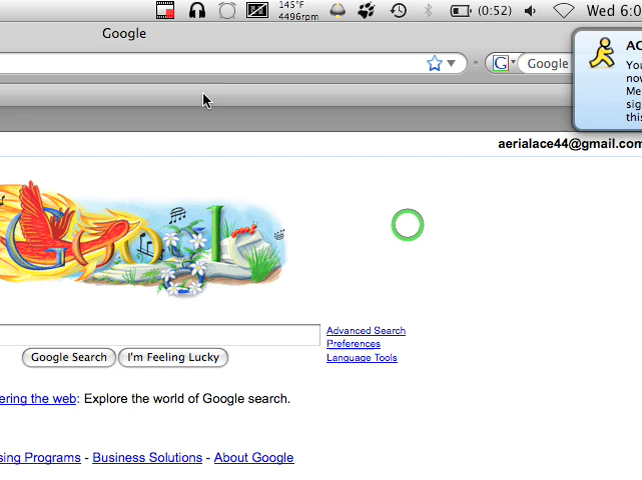 145°F
4496rpm
(0:52)
Wed 6:0
Google
G
Google
AC
You
now
Me
sig
this
aerialace44@gmail.com
Google
Advanced Search
Preferences
Language Tools
Google Search
I'm Feeling Lucky
ering the web: Explore the world of Google search.
sing Programs - Business Solutions - About Google